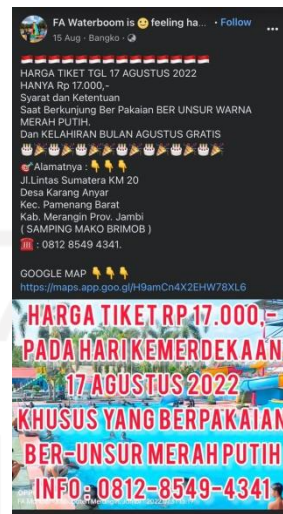 FA Waterboom is 😊 feeling ha... · Follow
15 Aug · Bangko ·
HARGA TIKET TGL 17 AGUSTUS 2022
HANYA Rp 17.000,-
Syarat dan Ketentuan
Saat Berkunjung Ber Pakaian BER UNSUR WARNA
MERAH PUTIH.
Dan KELAHIRAN BULAN AGUSTUS GRATIS
🎂🎉🎂🎉🎂🎉🎂🎉🎂🎉🎂🎉
🎯Alamatnya : 👇👇👇
Jl.Lintas Sumatera KM 20
Desa Karang Anyar
Kec. Pamenang Barat
Kab. Merangin Prov. Jambi
( SAMPING MAKO BRIMOB )
☎️ : 0812 8549 4341.
GOOGLE MAP 👇👇👇
https://maps.app.goo.gl/H9amCn4X2EHW78XL6
HARGA TIKET RP 17.000,-
PADA HARI KEMERDEKAAN
17 AGUSTUS 2022
KHUSUS YANG BERPAKAIAN
BER-UNSUR MERAH PUTIH
INFO : 0812-8549-4341